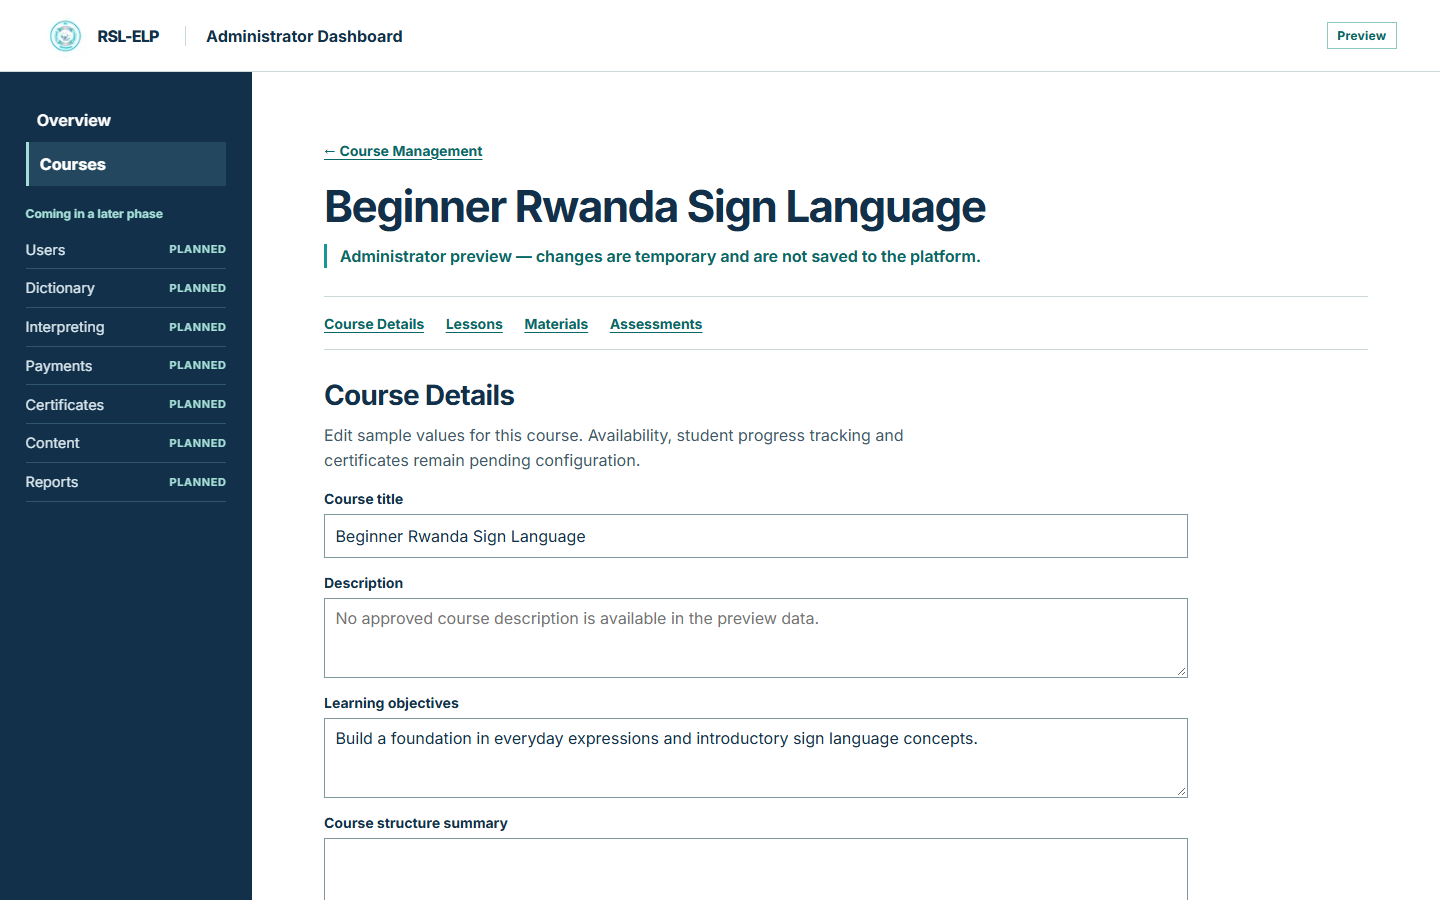 RSL-ELP
Administrator Dashboard
Preview
Overview
Courses
Coming in a later phase
Users PLANNED
Dictionary PLANNED
Interpreting PLANNED
Payments PLANNED
Certificates PLANNED
Content PLANNED
Reports PLANNED
← Course Management
Beginner Rwanda Sign Language
Administrator preview — changes are temporary and are not saved to the platform.
Course Details Lessons Materials Assessments
Course Details
Edit sample values for this course. Availability, student progress tracking and
certificates remain pending configuration.
Course title
Beginner Rwanda Sign Language
Description
No approved course description is available in the preview data.
Learning objectives
Build a foundation in everyday expressions and introductory sign language concepts.
Course structure summary